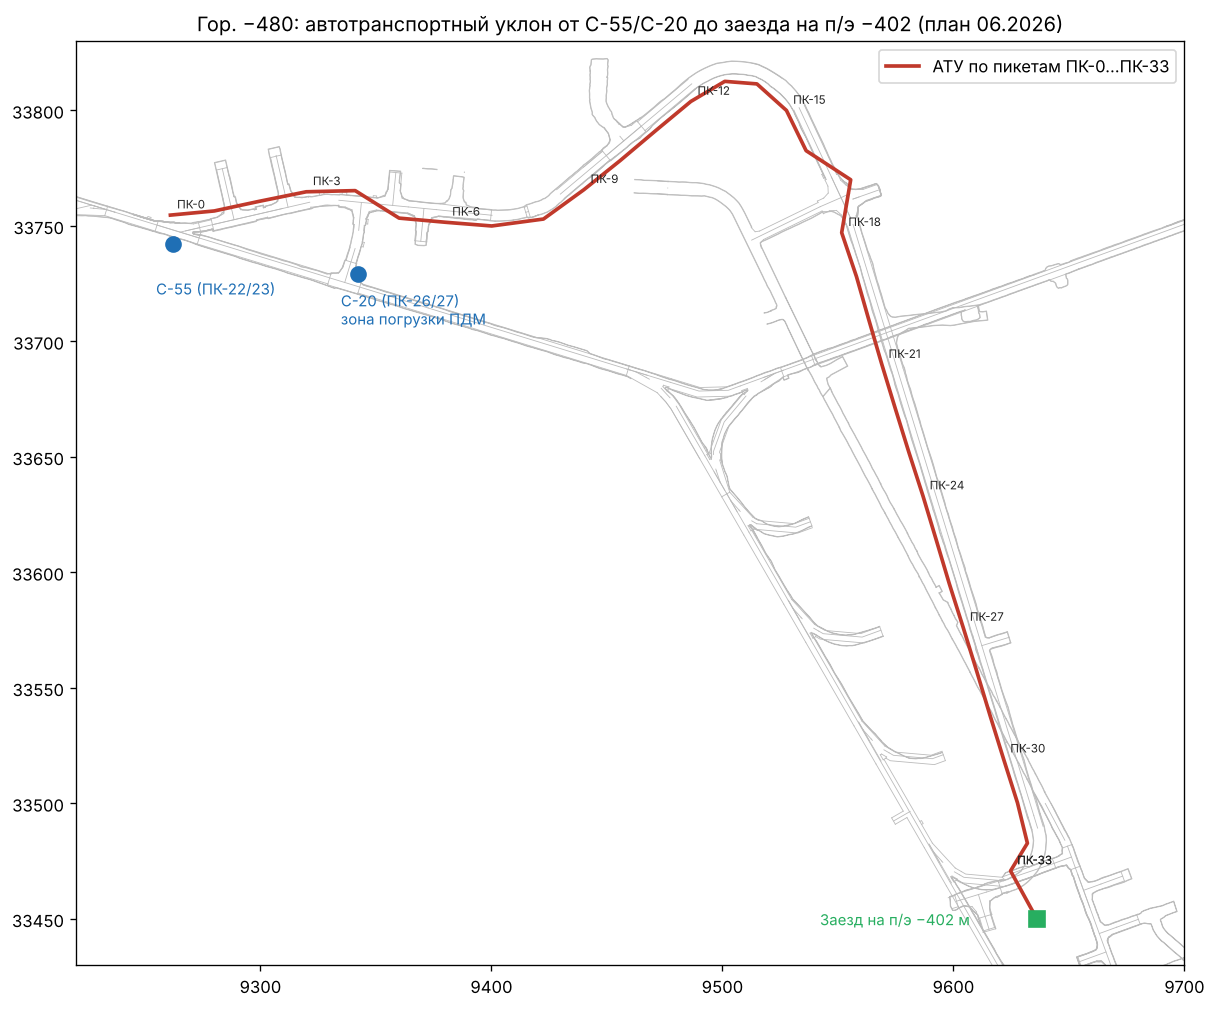 Гор. −480: автотранспортный уклон от С-55/С-20 до заезда на п/э −402 (план 06.2026)
АТУ по пикетам ПК-0...ПК-33
33800
33750
33700
33650
33600
33550
33500
33450
ПК-0
ПК-3
ПК-6
ПК-9
ПК-12
ПК-15
ПК-18
ПК-21
ПК-24
ПК-27
ПК-30
ПК-33
С-55 (ПК-22/23)
С-20 (ПК-26/27)
зона погрузки ПДМ
Заезд на п/э −402 м
9300
9400
9500
9600
9700